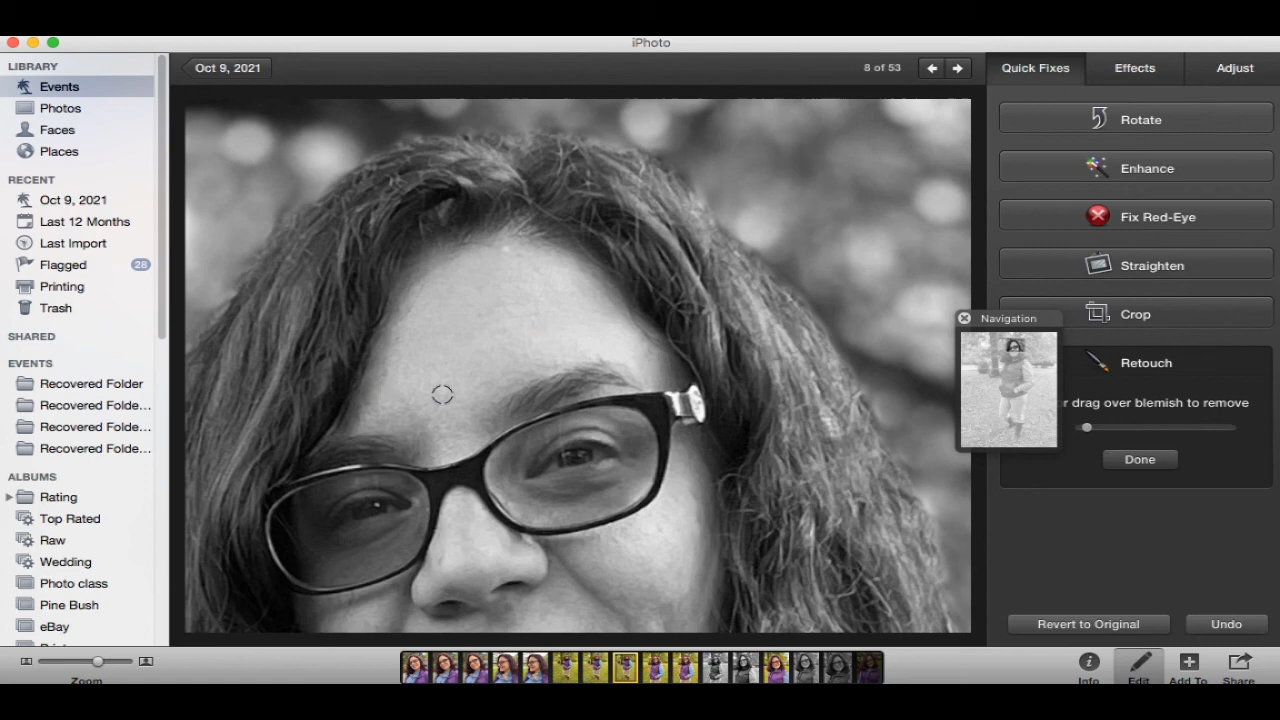 iPhoto
LIBRARY
Events
Photos
Faces
Places
RECENT
Oct 9, 2021
Last 12 Months
Last Import
Flagged 28
Printing
Trash
SHARED
EVENTS
Recovered Folder
Recovered Folde...
Recovered Folde...
Recovered Folde...
ALBUMS
Rating
Top Rated
Raw
Wedding
Photo class
Pine Bush
eBay
Zoom
Oct 9, 2021
8 of 53
Quick Fixes Effects Adjust
Rotate
Enhance
Fix Red-Eye
Straighten
Crop
Navigation
Retouch
r drag over blemish to remove
Done
Revert to Original Undo
Info Edit Add To Share